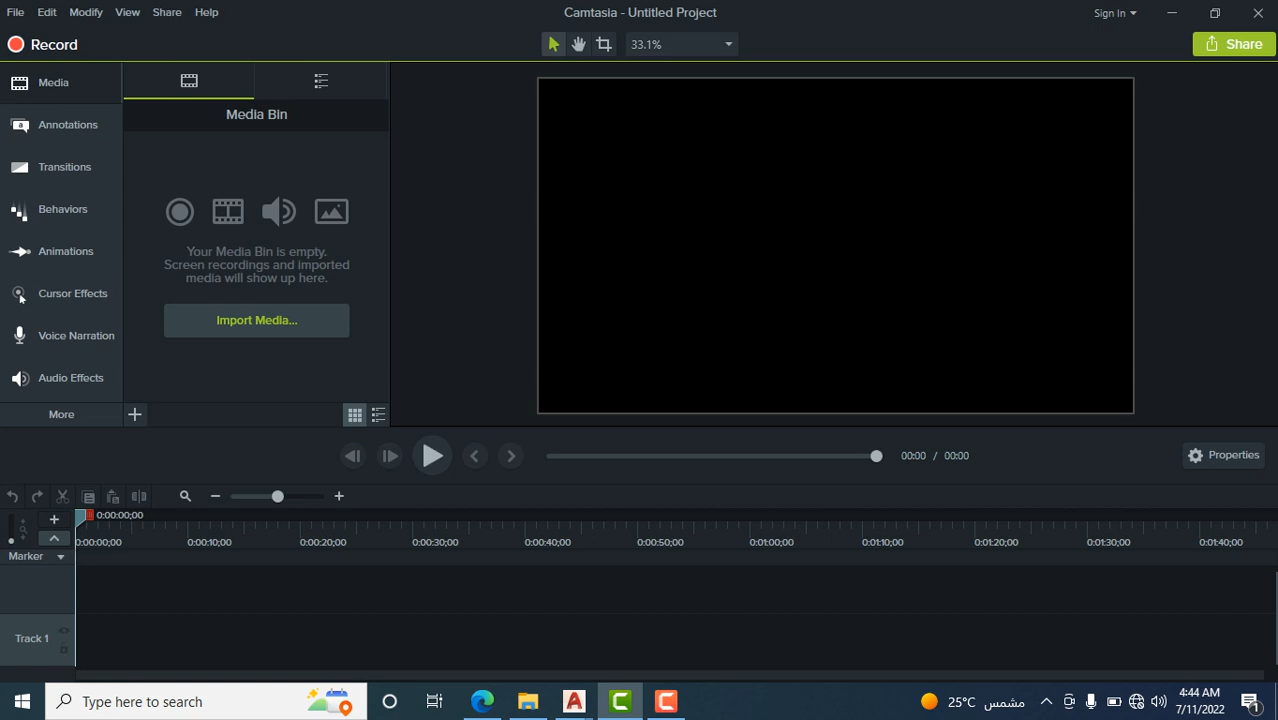 File Edit Modify View Share Help Camtasia - Untitled Project Sign In
Record 33.1% Share
Media
Media Bin
Annotations
Transitions
Behaviors
Animations
Cursor Effects
Voice Narration
Audio Effects
More
Your Media Bin is empty.
Screen recordings and imported
media will show up here.
Import Media...
00:00 / 00:00 Properties
0:00:00;00
0:00:00;00 0:00:10;00 0:00:20;00 0:00:30;00 0:00:40;00 0:00:50;00 0:01:00;00 0:01:10;00 0:01:20;00 0:01:30;00 0:01:40;00
Marker
Track 1
Type here to search
25°C مشمس
4:44 AM
7/11/2022
1